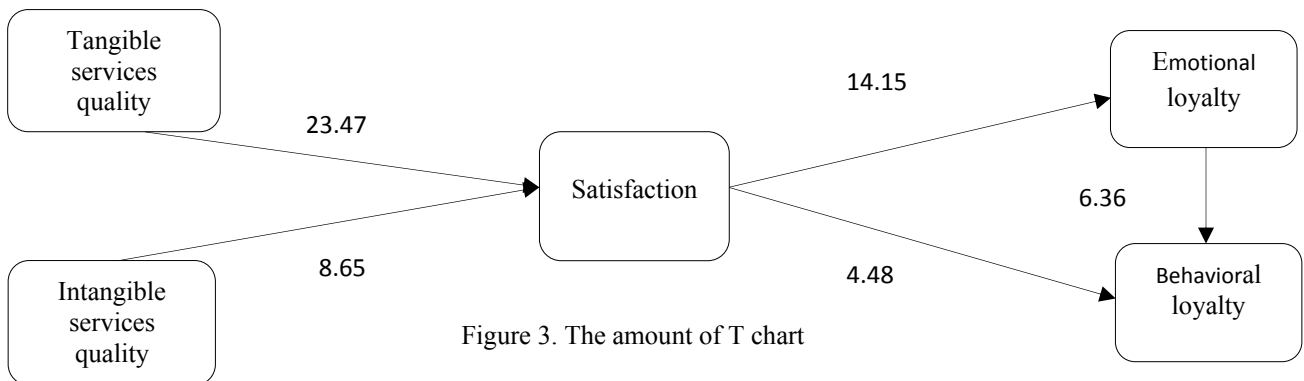 Tangible
services
quality
23.47
14.15
Emotional
loyalty
Satisfaction
6.36
8.65
4.48
Intangible
services
quality
Behavioral
loyalty
Figure 3. The amount of T chart